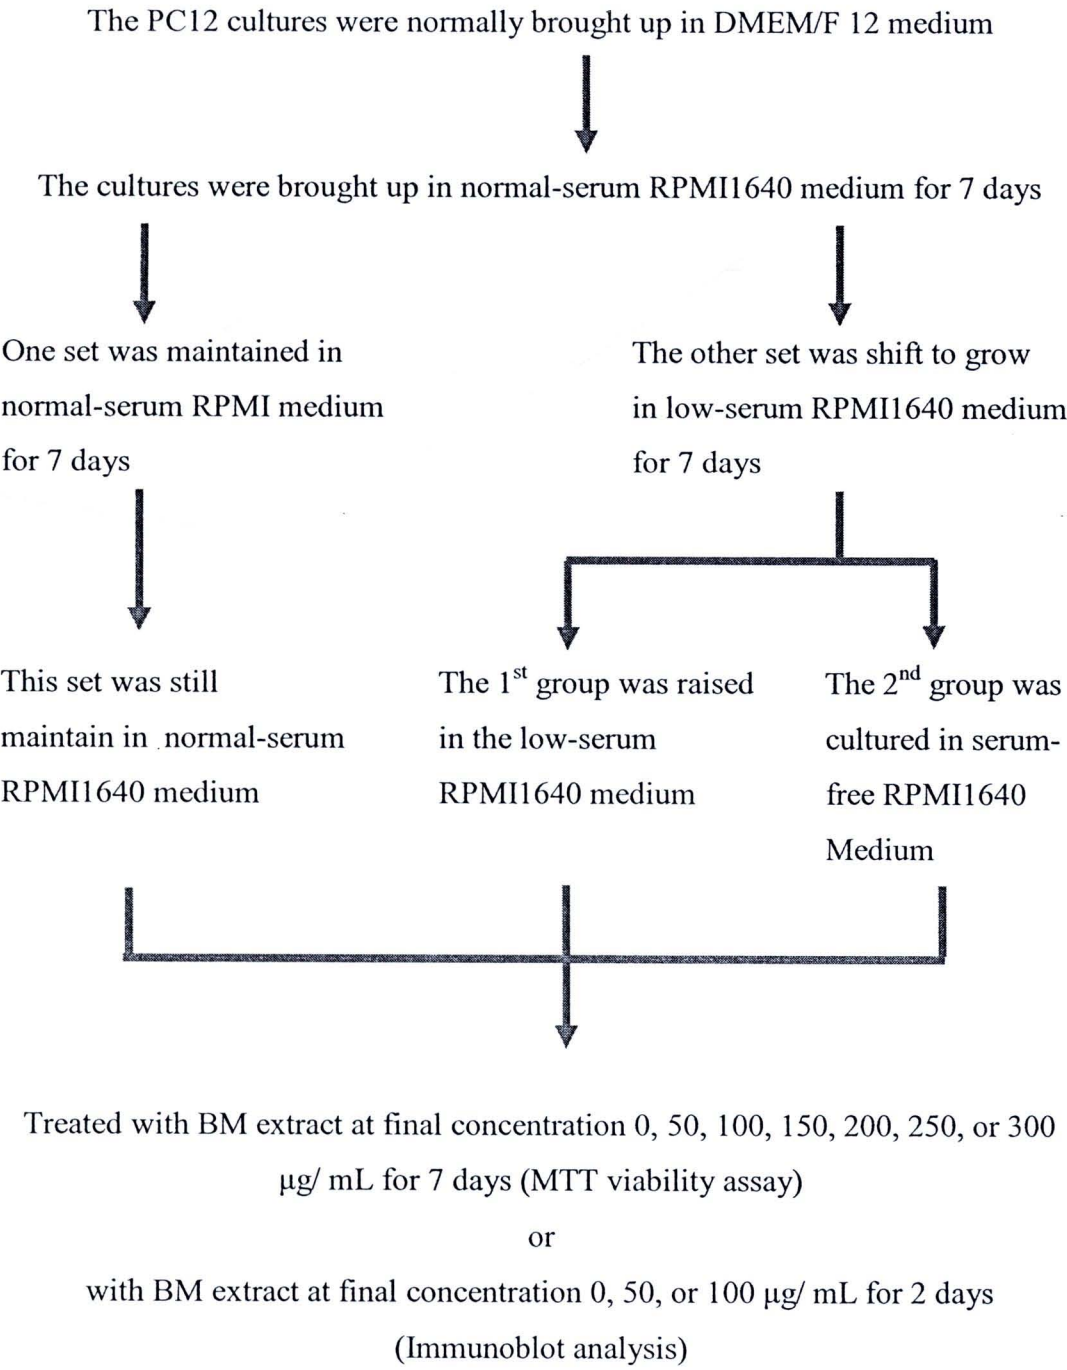 The PC12 cultures were normally brought up in DMEM/F 12 medium
The cultures were brought up in normal-serum RPMI1640 medium for 7 days
One set was maintained in
normal-serum RPMI medium
for 7 days
The other set was shift to grow
in low-serum RPMI1640 medium
for 7 days
This set was still
maintain in normal-serum
RPMI1640 medium
The 1st group was raised
in the low-serum
RPMI1640 medium
The 2nd group was
cultured in serum-
free RPMI1640
Medium
Treated with BM extract at final concentration 0, 50, 100, 150, 200, 250, or 300
µg/ mL for 7 days (MTT viability assay)
or
with BM extract at final concentration 0, 50, or 100 µg/ mL for 2 days
(Immunoblot analysis)